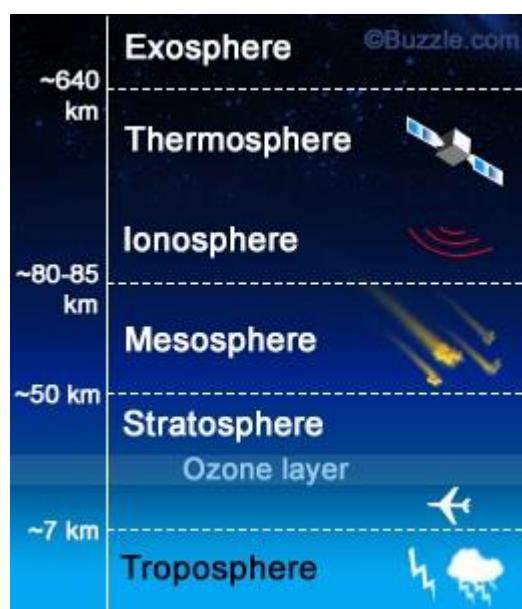 Exosphere
©Buzzle.com
~640
km
Thermosphere
Ionosphere
~80-85
km
Mesosphere
~50 km
Stratosphere
Ozone layer
~7 km
Troposphere